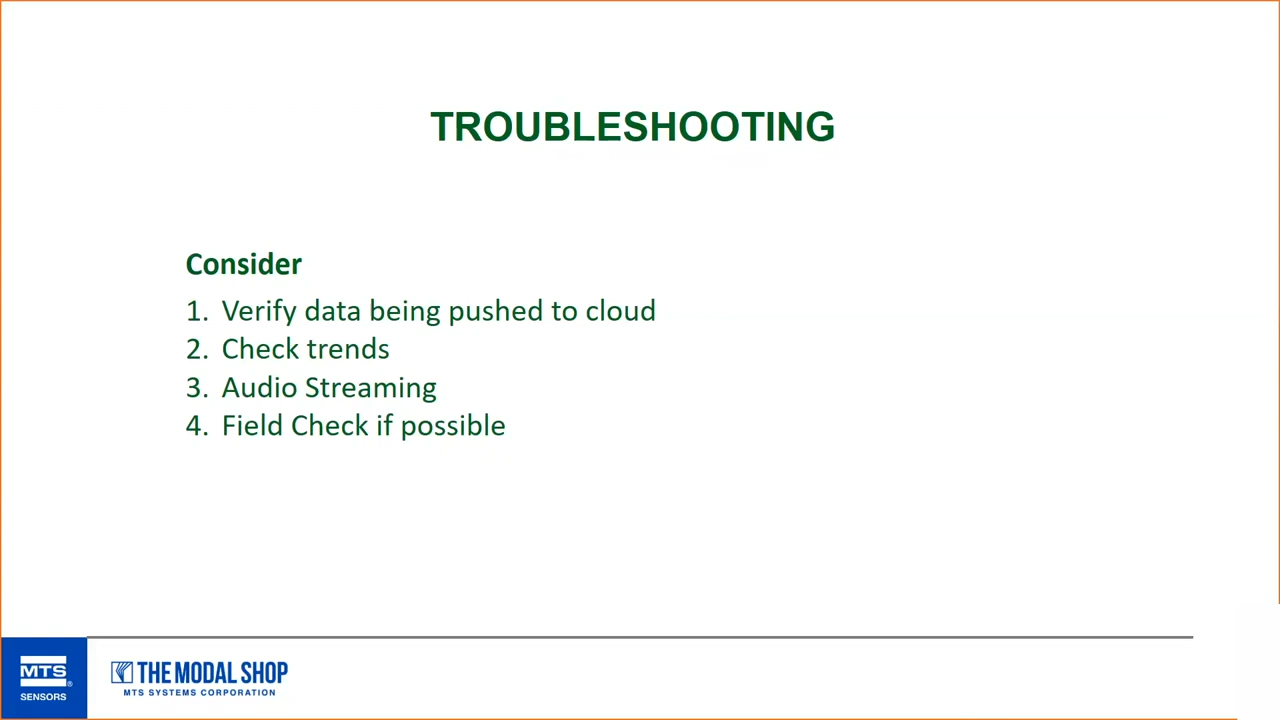 TROUBLESHOOTING
Consider
1. Verify data being pushed to cloud
2. Check trends
3. Audio Streaming
4. Field Check if possible
MTS®
SENSORS
THE MODAL SHOP
MTS SYSTEMS CORPORATION